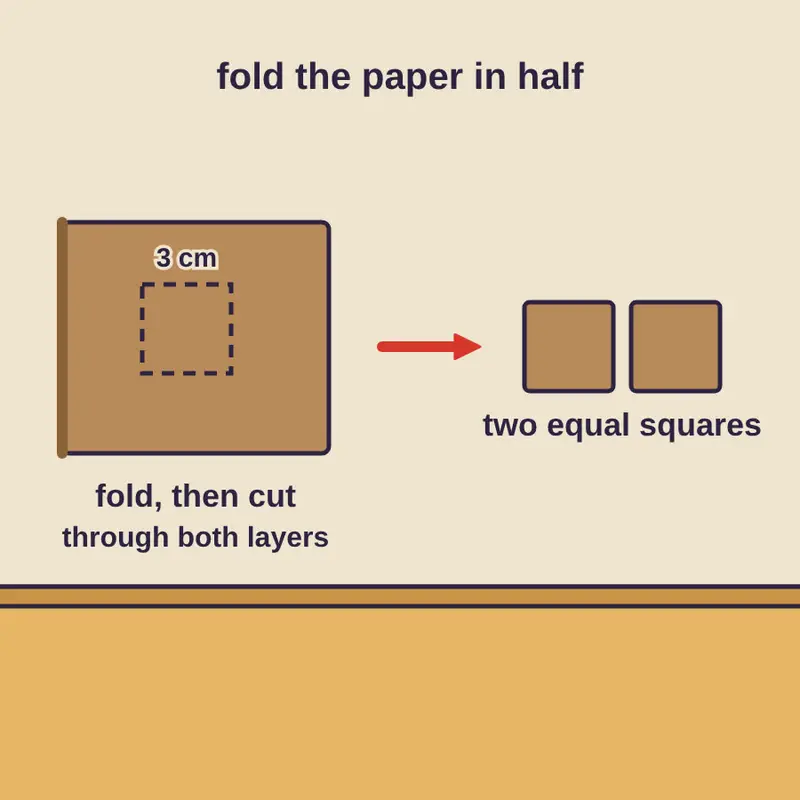 fold the paper in half
3 cm
two equal squares
fold, then cut
through both layers